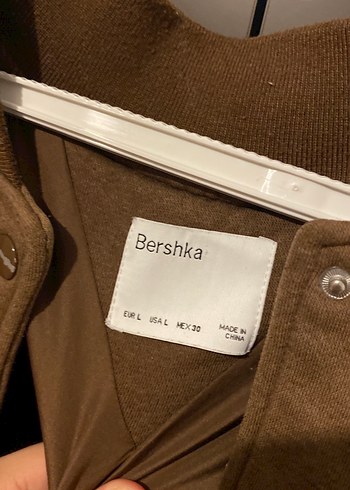 Bershka
EUR L USA L MEX 30 MADE IN
CHINA